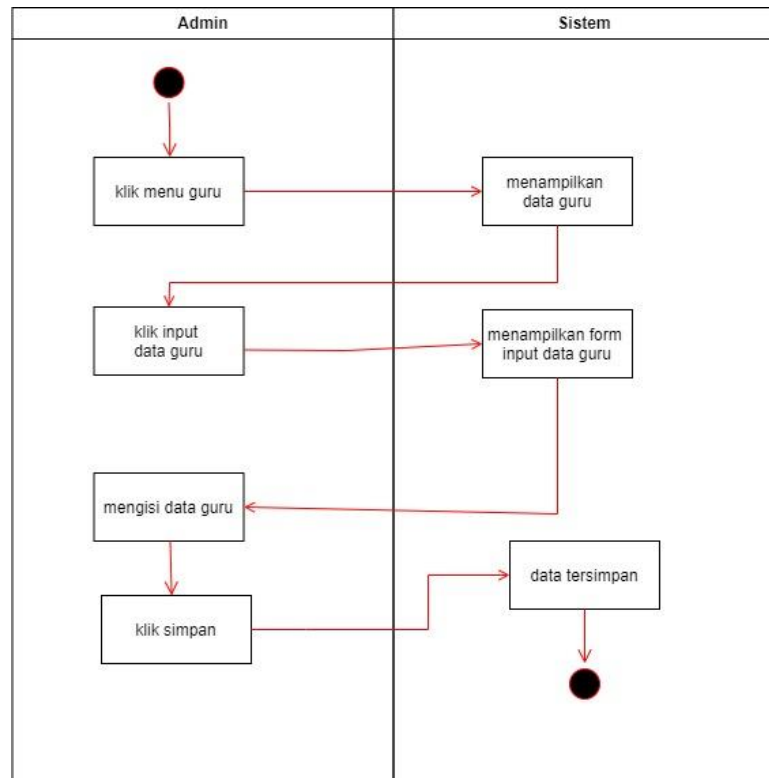 Admin
Sistem
klik menu guru
menampilkan
data guru
klik input
data guru
menampilkan form
input data guru
mengisi data guru
klik simpan
data tersimpan